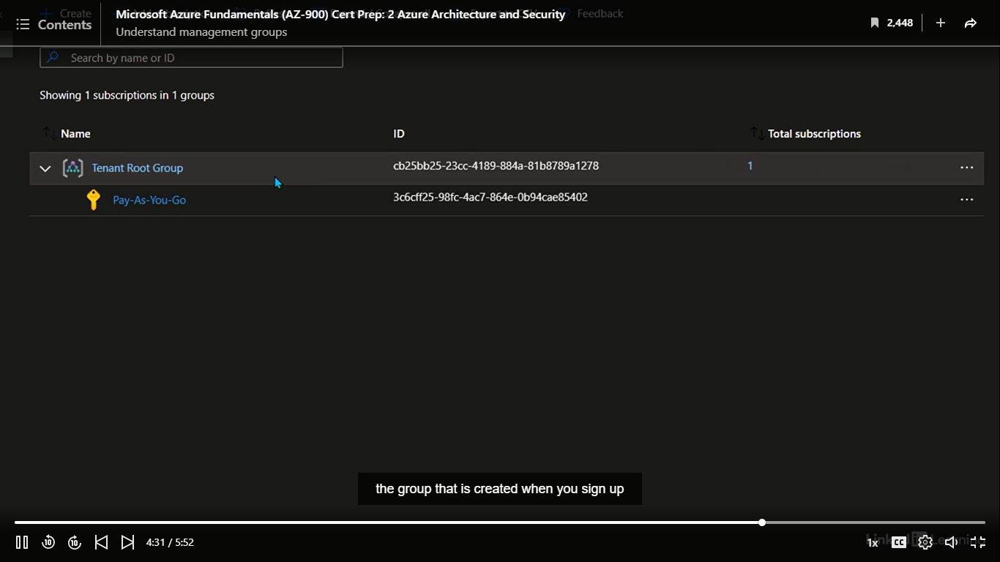 Create
Feedback
Microsoft Azure Fundamentals (AZ-900) Cert Prep: 2 Azure Architecture and Security
Contents
Understand management groups
2,448
Search by name or ID
Showing 1 subscriptions in 1 groups
Name
ID
Total subscriptions
Tenant Root Group
cb25bb25-23cc-4189-884a-81b8789a1278
1
Pay-As-You-Go
3c6cff25-98fc-4ac7-864e-0b94cae85402
the group that is created when you sign up
4:31 / 5:52
1x
CC